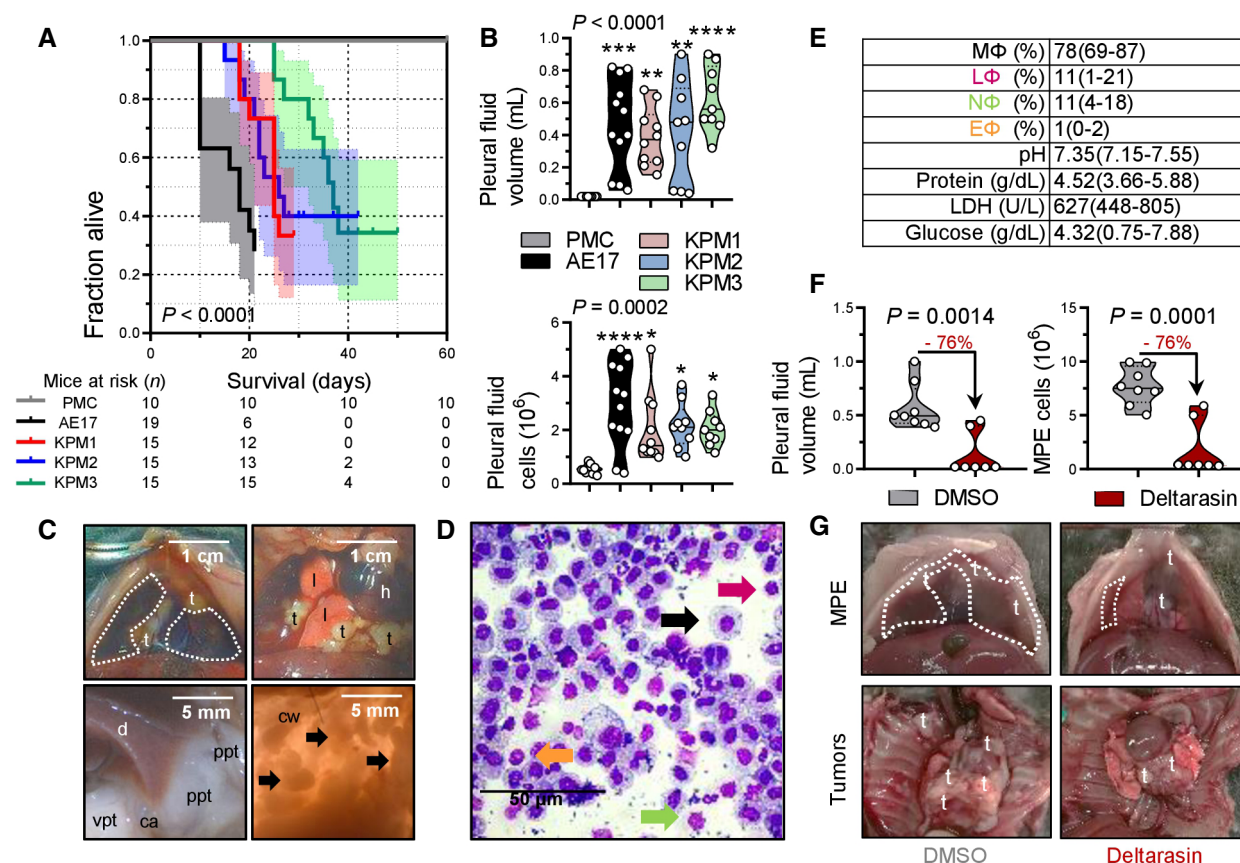 A
1.0
0.8
0.6
0.4
0.2
0.0
Fraction alive
P < 0.0001
0 20 40 60
Mice at risk (n) Survival (days)
PMC 10 10 10 10
AE17 19 6 0 0
KPM1 15 12 0 0
KPM2 15 13 2 0
KPM3 15 15 4 0
B
P < 0.0001
*** ** ** ****
Pleural fluid
volume (mL)
1.0
0.8
0.6
0.4
0.2
0.0
PMC KPM1
AE17 KPM2
KPM3
P = 0.0002
**** * * *
Pleural fluid
cells (10⁶)
6
4
2
0
E
MΦ (%) 78(69-87)
LΦ (%) 11(1-21)
NΦ (%) 11(4-18)
EΦ (%) 1(0-2)
pH 7.35(7.15-7.55)
Protein (g/dL) 4.52(3.66-5.88)
LDH (U/L) 627(448-805)
Glucose (g/dL) 4.32(0.75-7.88)
F
P = 0.0014
- 76%
Pleural fluid
volume (mL)
1.5
1.0
0.5
0.0
P = 0.0001
- 76%
MPE cells (10⁶)
15
10
5
0
DMSO Deltarasin
C
1 cm
t
t
1 cm
l
h
l
t
t
t
5 mm
d
ppt
ppt
vpt
ca
5 mm
cw
D
50 µm
G
MPE
t
t
t
t
Tumors
t
t
t
t
t
t
t
DMSO Deltarasin